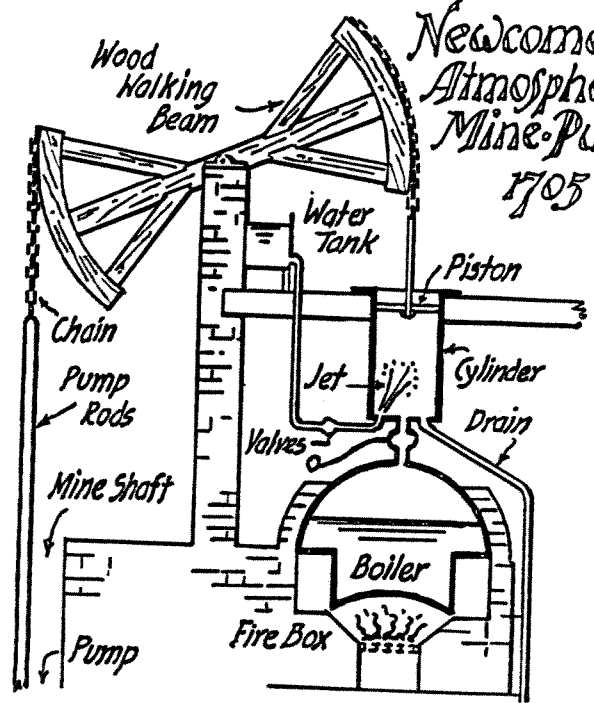 Newcome
Atmosphe
Mine-Pu
1705
Wood
Walking
Beam
Water
Tank
Piston
Chain
Cylinder
Jet
Pump
Rods
Drain
Valves
Mine Shaft
Boiler
Fire Box
Pump